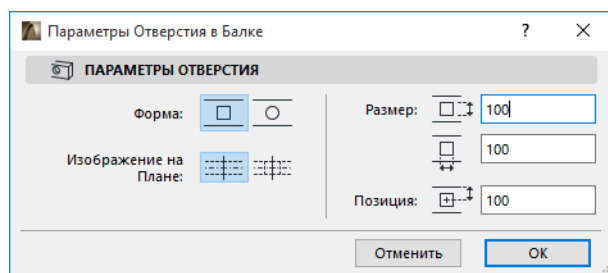 Параметры Отверстия в Балке
?
ПАРАМЕТРЫ ОТВЕРСТИЯ
Форма:
Изображение на
Плане:
Размер:
100
100
Позиция:
100
Отменить
OK